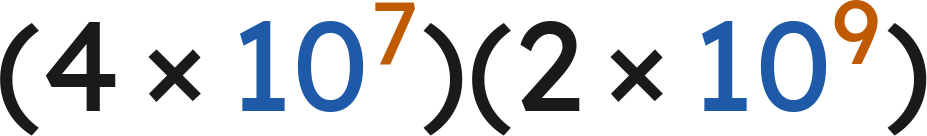 (4 × 10⁷)(2 × 10⁹)